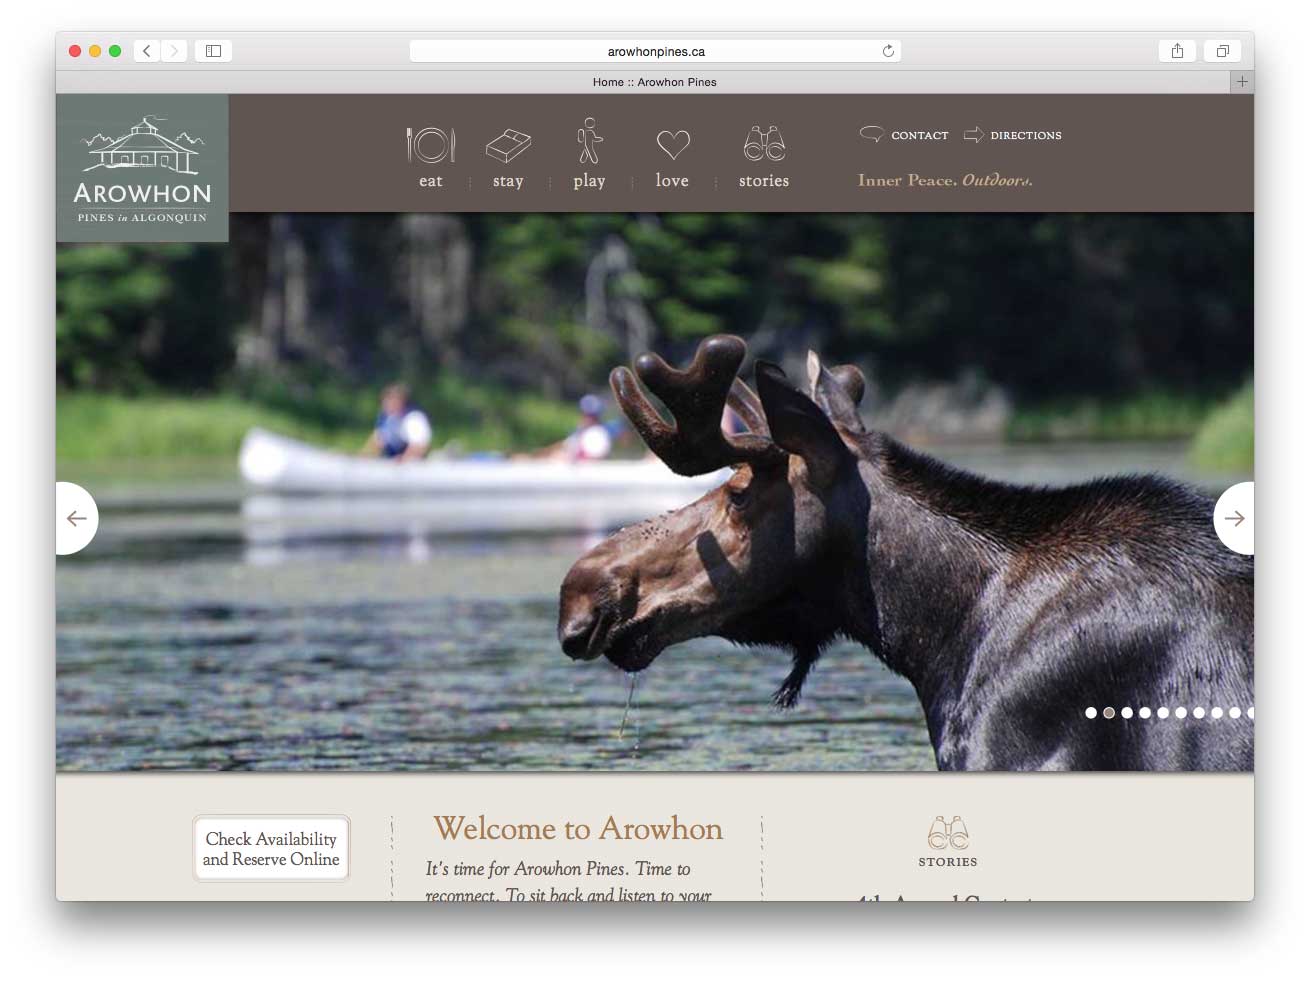 arowhonpines.ca
Home :: Arowhon Pines
AROWHON
PINES in ALGONQUIN
eat
stay
play
love
stories
CONTACT
DIRECTIONS
Inner Peace. Outdoors.
Check Availability
and Reserve Online
Welcome to Arowhon
It's time for Arowhon Pines. Time to
reconnect. To sit back and listen to your
STORIES